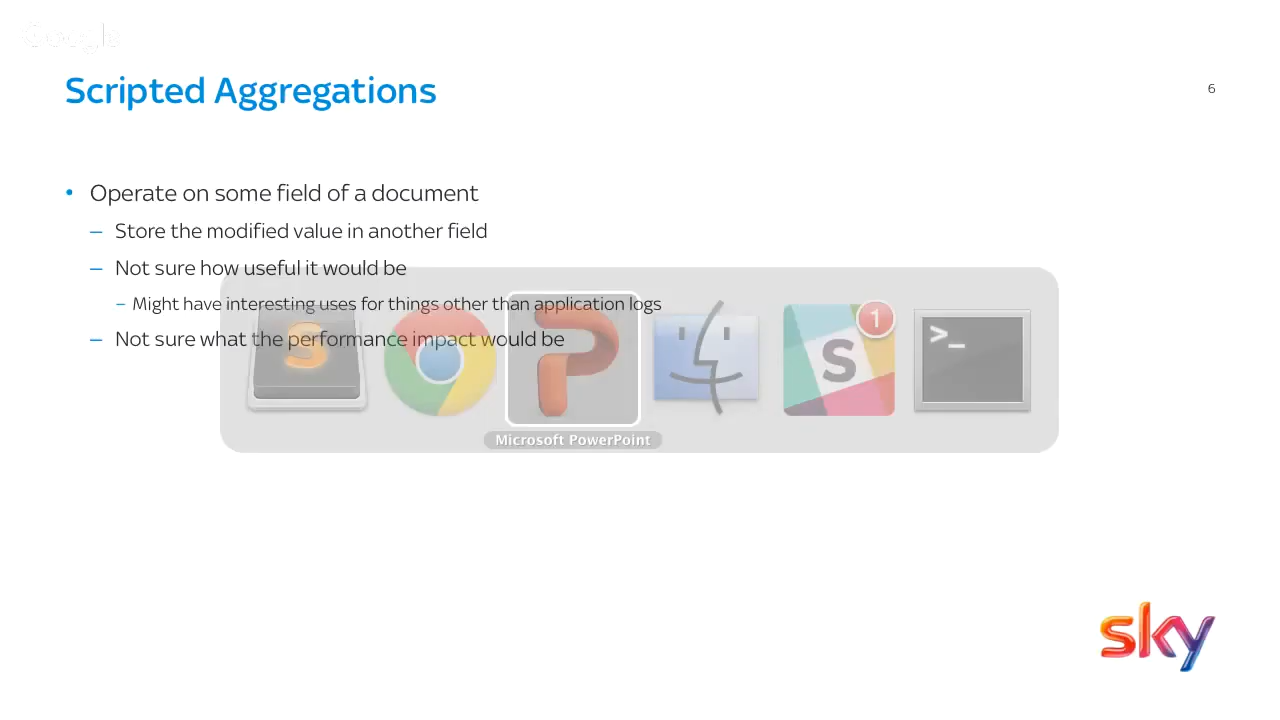 Google
Scripted Aggregations
6
• Operate on some field of a document
– Store the modified value in another field
– Not sure how useful it would be
– Might have interesting uses for things other than application logs
– Not sure what the performance impact would be
S
1
S
>_
Microsoft PowerPoint
sky